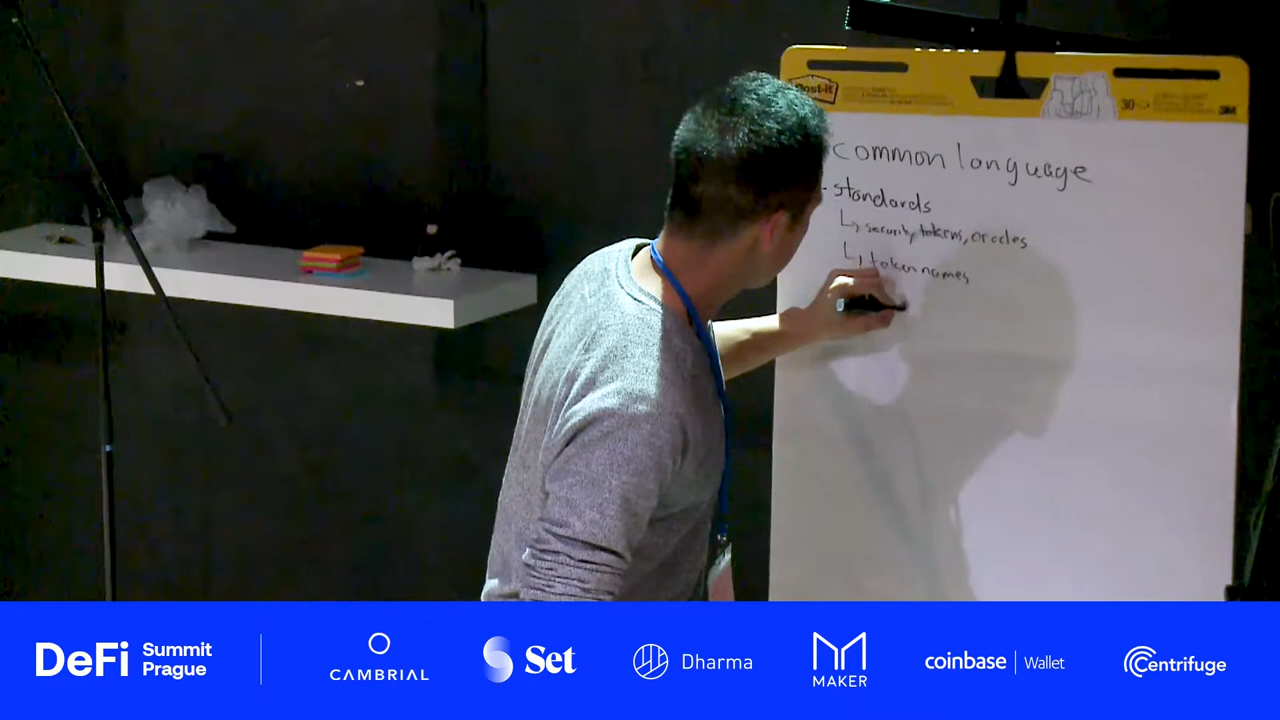 Post-it
30
3M
common language
- standards
↳ security tokens, oracles
↳ token names
DeFi Summit Prague
CAMBRIAL
Set
Dharma
MAKER
coinbase | Wallet
Centrifuge